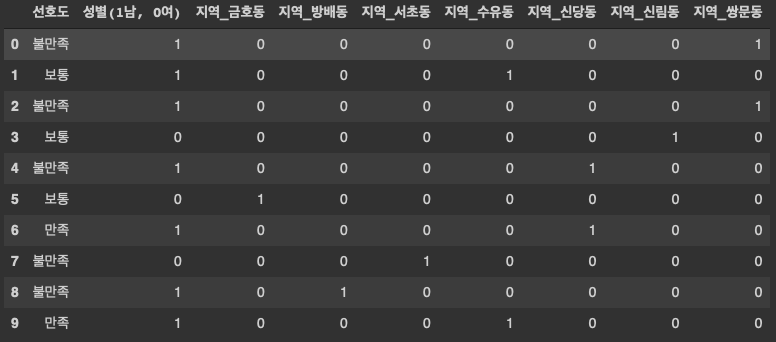 선호도 성별(1남, 0여) 지역_금호동 지역_방배동 지역_서초동 지역_수유동 지역_신당동 지역_신림동 지역_쌍문동
0 불만족 1 0 0 0 0 0 0 1
1 보통 1 0 0 0 1 0 0 0
2 불만족 1 0 0 0 0 0 0 1
3 보통 0 0 0 0 0 0 1 0
4 불만족 1 0 0 0 0 1 0 0
5 보통 0 1 0 0 0 0 0 0
6 만족 1 0 0 0 0 1 0 0
7 불만족 0 0 0 1 0 0 0 0
8 불만족 1 0 1 0 0 0 0 0
9 만족 1 0 0 0 1 0 0 0